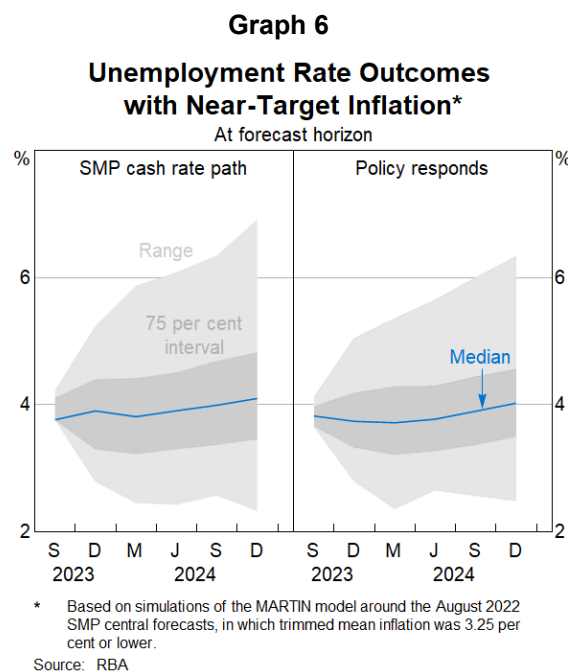 Graph 6
Unemployment Rate Outcomes
with Near-Target Inflation*
At forecast horizon
% SMP cash rate path Policy responds %
Range
6 6
75 per cent
interval
Median
4 4
2 2
S D M J S D S D M J S D
2023 2024 2023 2024
* Based on simulations of the MARTIN model around the August 2022
SMP central forecasts, in which trimmed mean inflation was 3.25 per
cent or lower.
Source: RBA